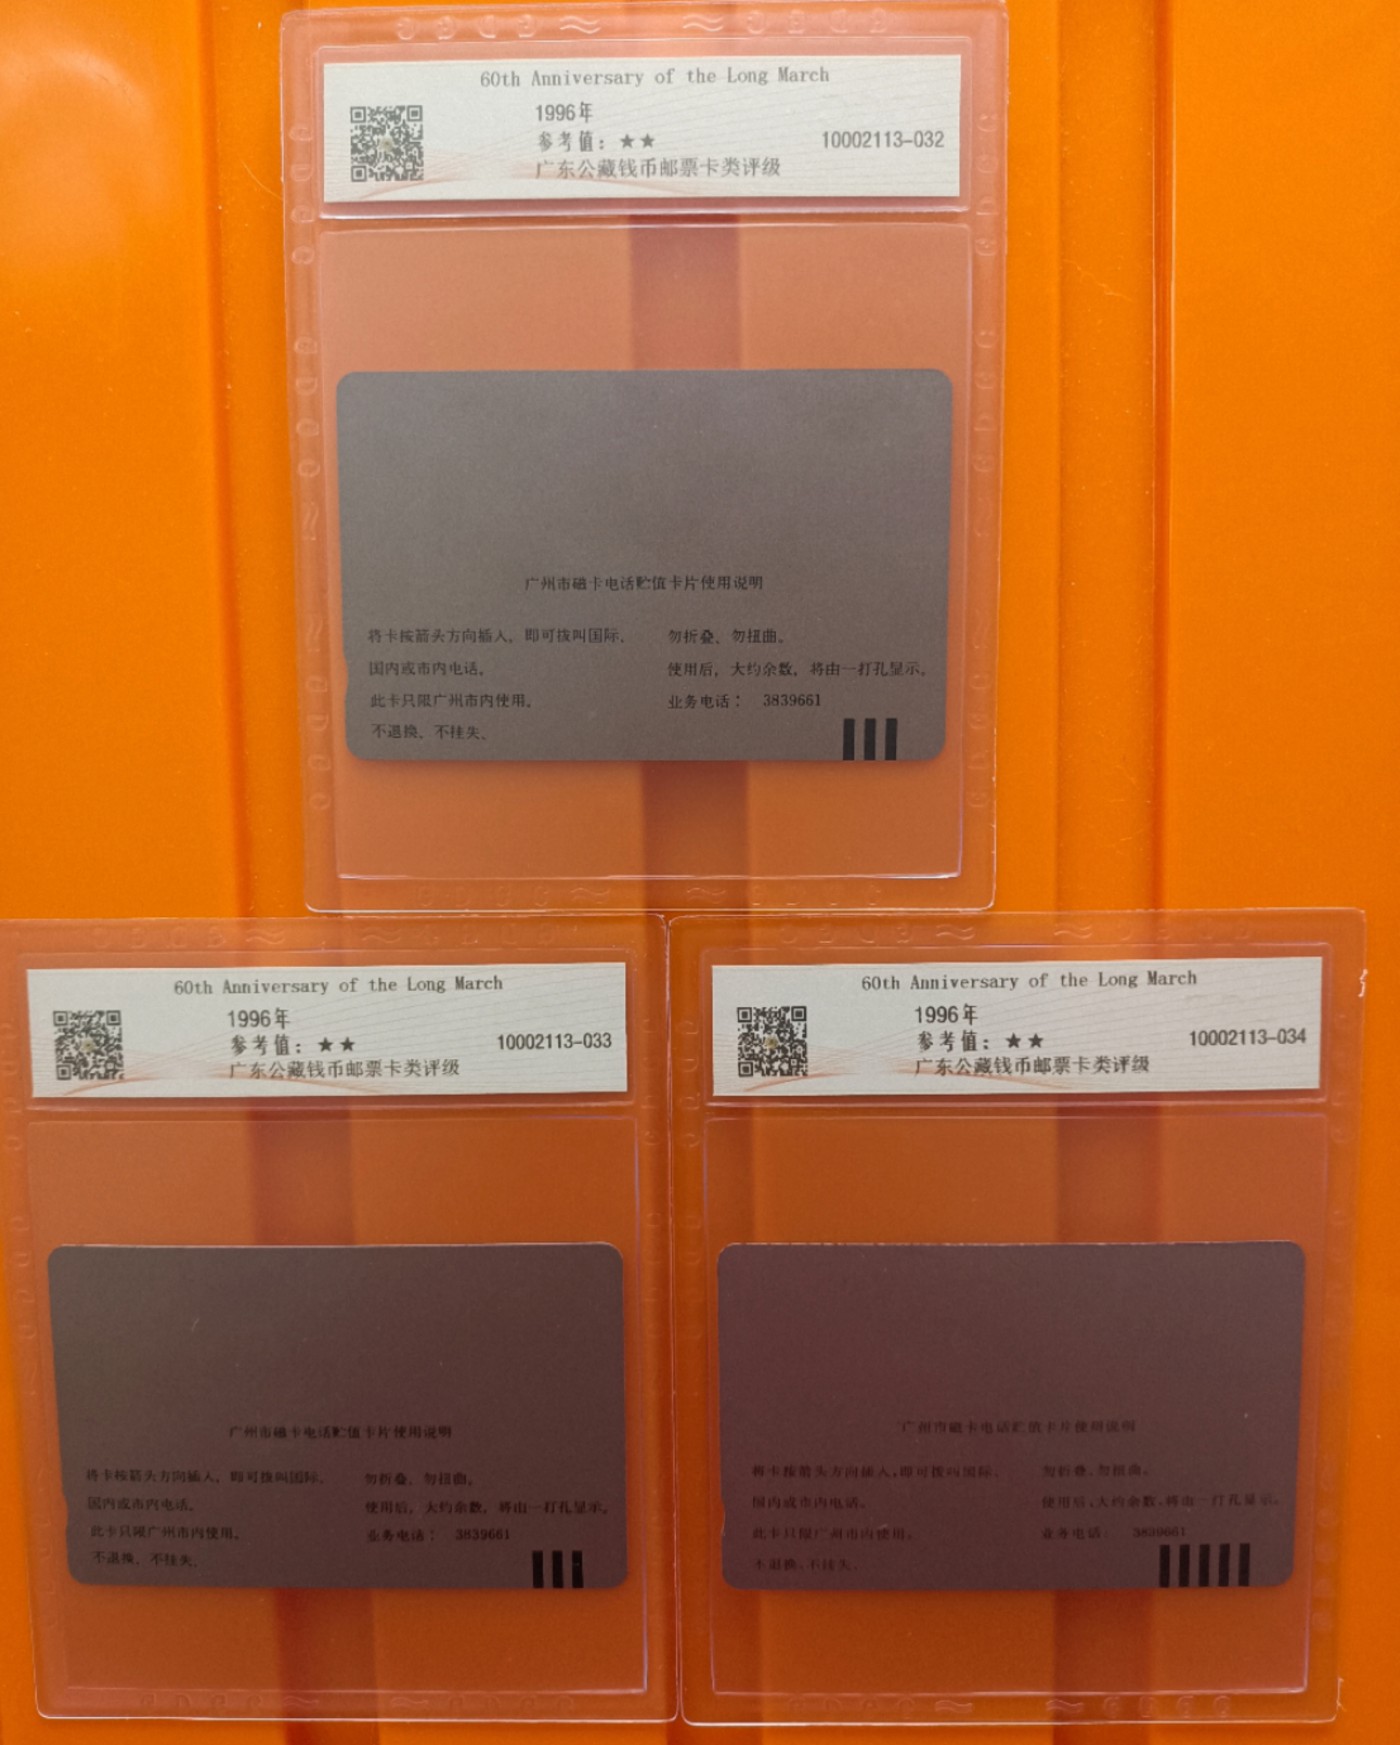 60th Anniversary of the Long March
1996年
参考值：★★
10002113-032
广东公藏钱币邮票卡类评级
广州市磁卡电话贮值卡片使用说明
将卡按箭头方向插入，即可拨叫国际、
国内或市内电话。
此卡只限广州市内使用。
不退换、不挂失、
勿折叠、勿扭曲。
使用后，大约余数，将由一打孔显示。
业务电话： 3839661
60th Anniversary of the Long March
1996年
参考值：★★
10002113-033
广东公藏钱币邮票卡类评级
广州市磁卡电话贮值卡片使用说明
将卡按箭头方向插入，即可拨叫国际、
国内或市内电话。
此卡只限广州市内使用。
不退换、不挂失、
勿折叠、勿扭曲。
使用后，大约余数，将由一打孔显示。
业务电话： 3839661
60th Anniversary of the Long March
1996年
参考值：★★
10002113-034
广东公藏钱币邮票卡类评级
广州市磁卡电话贮值卡片使用说明
将卡按箭头方向插入，即可拨叫国际、
国内或市内电话。
此卡只限广州市内使用。
不退换、不挂失、
勿折叠、勿扭曲。
使用后，大约余数，将由一打孔显示。
业务电话： 3839661